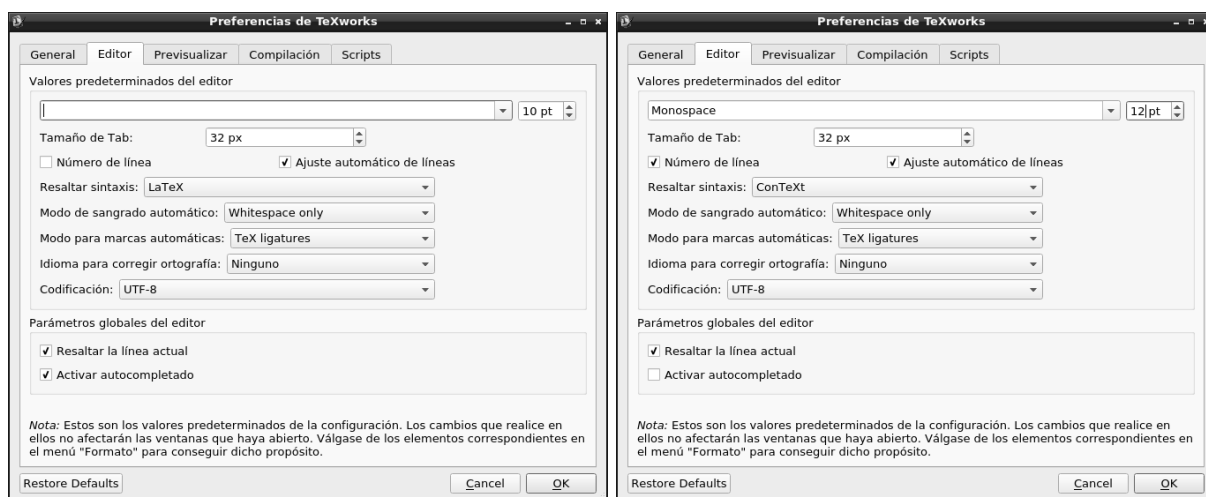 Preferencias de TeXworks
General Editor Previsualizar Compilación Scripts
Valores predeterminados del editor
10 pt
Tamaño de Tab: 32 px
Número de línea Ajuste automático de líneas
Resaltar sintaxis: LaTeX
Modo de sangrado automático: Whitespace only
Modo para marcas automáticas: TeX ligatures
Idioma para corregir ortografía: Ninguno
Codificación: UTF-8
Parámetros globales del editor
Resaltar la línea actual
Activar autocompletado
Nota: Estos son los valores predeterminados de la configuración. Los cambios que realice en
ellos no afectarán las ventanas que haya abierto. Válgase de los elementos correspondientes en
el menú "Formato" para conseguir dicho propósito.
Restore Defaults Cancel OK
Preferencias de TeXworks
General Editor Previsualizar Compilación Scripts
Valores predeterminados del editor
Monospace 12 pt
Tamaño de Tab: 32 px
Número de línea Ajuste automático de líneas
Resaltar sintaxis: ConTeXt
Modo de sangrado automático: Whitespace only
Modo para marcas automáticas: TeX ligatures
Idioma para corregir ortografía: Ninguno
Codificación: UTF-8
Parámetros globales del editor
Resaltar la línea actual
Activar autocompletado
Nota: Estos son los valores predeterminados de la configuración. Los cambios que realice en
ellos no afectarán las ventanas que haya abierto. Válgase de los elementos correspondientes en
el menú "Formato" para conseguir dicho propósito.
Restore Defaults Cancel OK